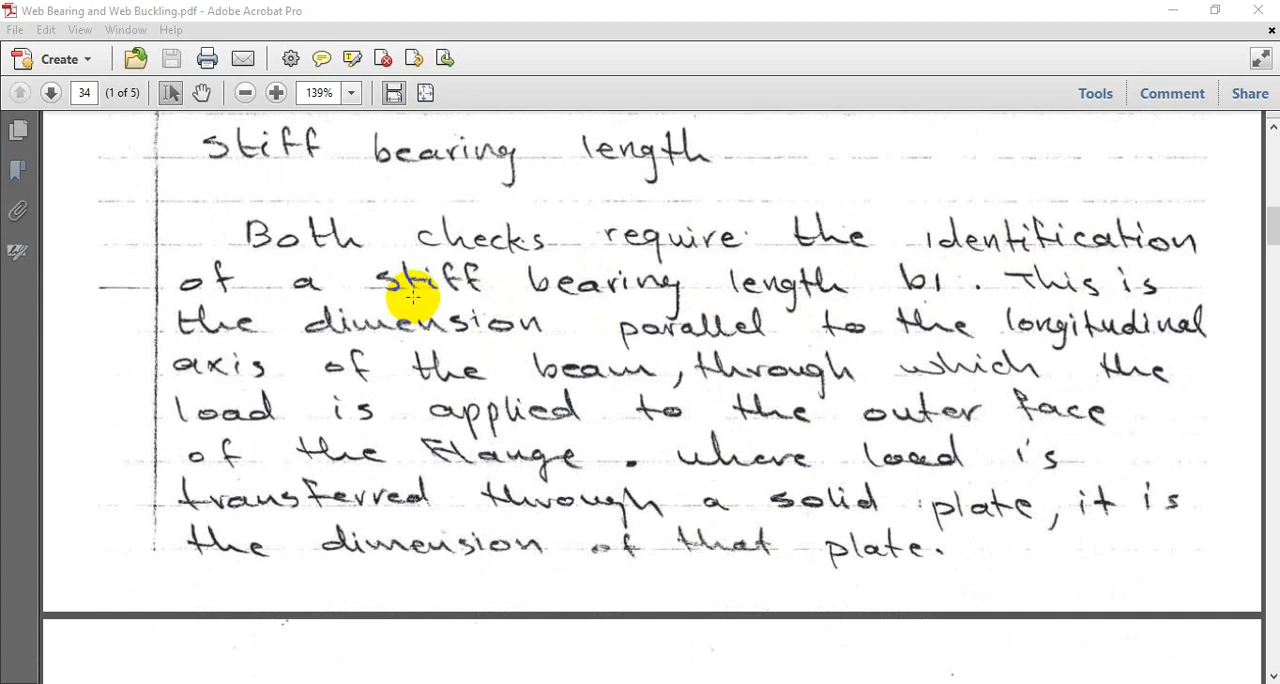 Web Bearing and Web Buckling.pdf - Adobe Acrobat Pro
File Edit View Window Help
Create
34 (1 of 5) 139% Tools Comment Share
stiff bearing length
Both checks require the identification
of a stiff bearing length b1. This is
the dimension parallel to the longitudinal
axis of the beam, through which the
load is applied to the outer face
of the Flange. where load is
transferred through a solid plate, it is
the dimension of that plate.